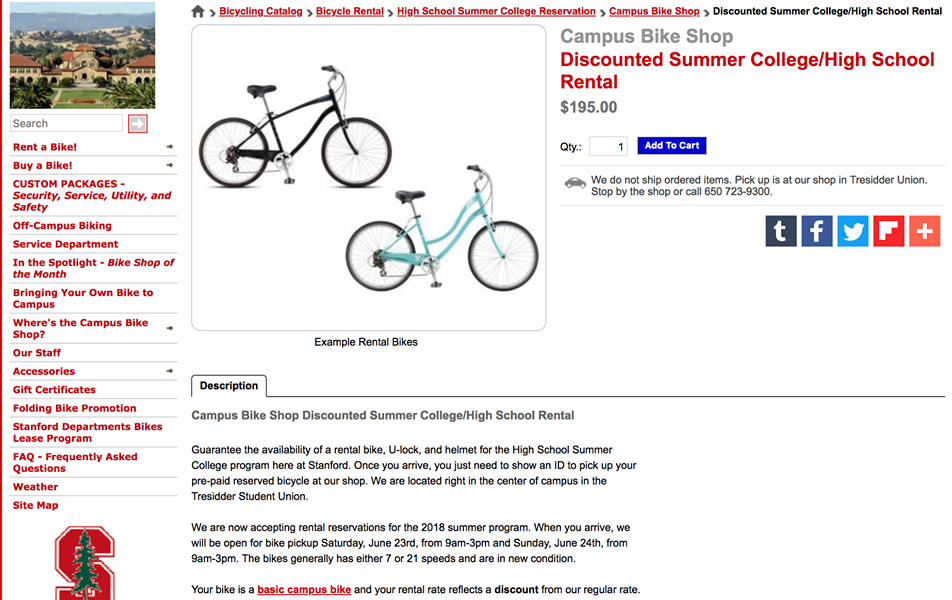 Bicycling Catalog > Bicycle Rental > High School Summer College Reservation > Campus Bike Shop > Discounted Summer College/High School Rental
Search
Rent a Bike!
Buy a Bike!
CUSTOM PACKAGES -
Security, Service, Utility, and
Safety
Off-Campus Biking
Service Department
In the Spotlight - Bike Shop of
the Month
Bringing Your Own Bike to
Campus
Where's the Campus Bike
Shop?
Our Staff
Accessories
Gift Certificates
Folding Bike Promotion
Stanford Departments Bikes
Lease Program
FAQ - Frequently Asked
Questions
Weather
Site Map
S
Example Rental Bikes
Campus Bike Shop
Discounted Summer College/High School
Rental
$195.00
Qty.: 1 Add To Cart
We do not ship ordered items. Pick up is at our shop in Tresidder Union.
Stop by the shop or call 650 723-9300.
t f +
Description
Campus Bike Shop Discounted Summer College/High School Rental
Guarantee the availability of a rental bike, U-lock, and helmet for the High School Summer
College program here at Stanford. Once you arrive, you just need to show an ID to pick up your
pre-paid reserved bicycle at our shop. We are located right in the center of campus in the
Tresidder Student Union.
We are now accepting rental reservations for the 2018 summer program. When you arrive, we
will be open for bike pickup Saturday, June 23rd, from 9am-3pm and Sunday, June 24th, from
9am-3pm. The bikes generally has either 7 or 21 speeds and are in new condition.
Your bike is a basic campus bike and your rental rate reflects a discount from our regular rate.